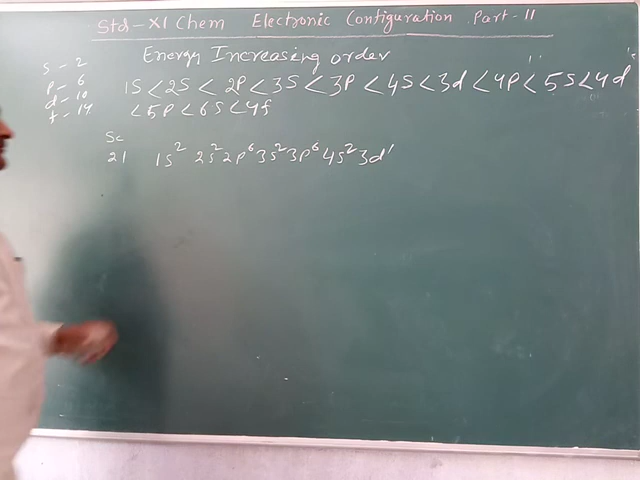 Std-XI Chem Electronic Configuration Part-II
Energy Increasing order
s - 2
p - 6
d - 10
f - 14
1S < 2S < 2P < 3S < 3P < 4S < 3d < 4P < 5S < 4d
< 5P < 6S < 4f
Sc
21 1s² 2s² 2p⁶ 3s² 3p⁶ 4s² 3d¹